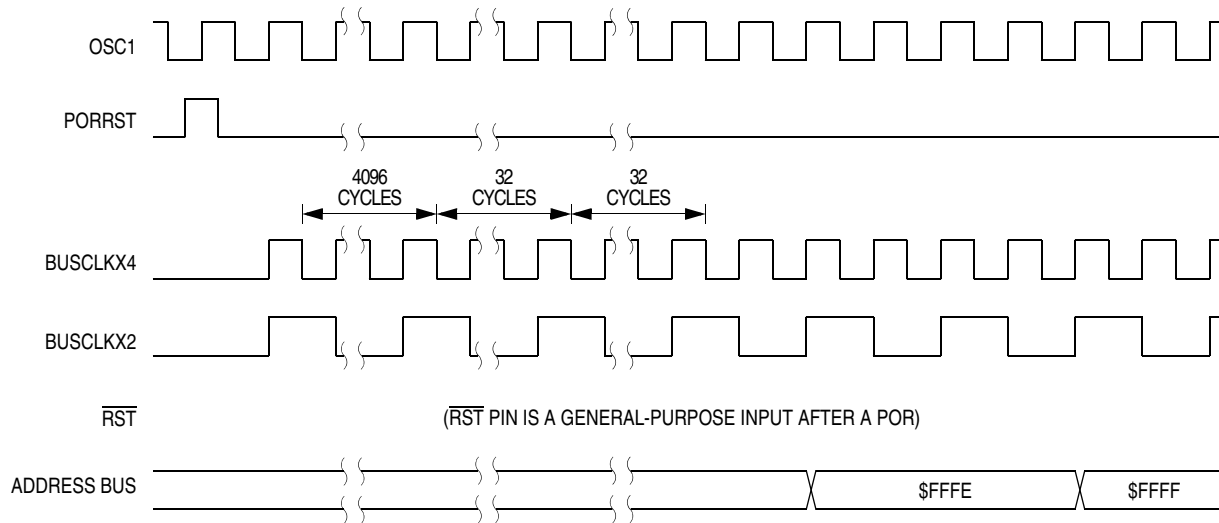 OSC1
PORRST
4096
CYCLES
32
CYCLES
32
CYCLES
BUSCLKX4
BUSCLKX2
RST
(RST PIN IS A GENERAL-PURPOSE INPUT AFTER A POR)
ADDRESS BUS
$FFFE
$FFFF